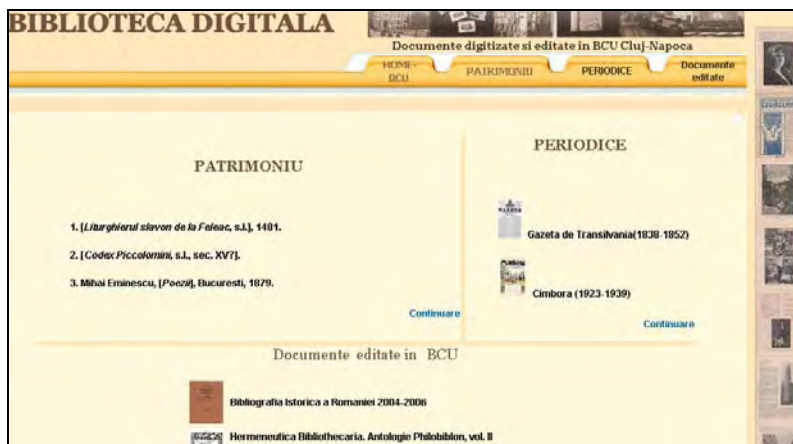 BIBLIOTECA DIGITALA
Documente digitizate si editate in BCU Cluj-Napoca
HOME-
BCU
PATRIMONIU
PERIODICE
Documente
editate
PATRIMONIU
1. [Liturghierul slavon de la Feleac, s.l.], 1481.
2. [Codex Piccolomini, s.l., sec. XV?].
3. Mihai Eminescu, [Poezii], Bucuresti, 1879.
Continuare
PERIODICE
Gazeta de Transilvania(1838-1852)
Cimbora (1923-1939)
Continuare
Documente editate in BCU
Bibliografia Istorica a Romaniei 2004-2006
Hermeneutica Bibliothecaria. Antologie Philobiblon, vol. II